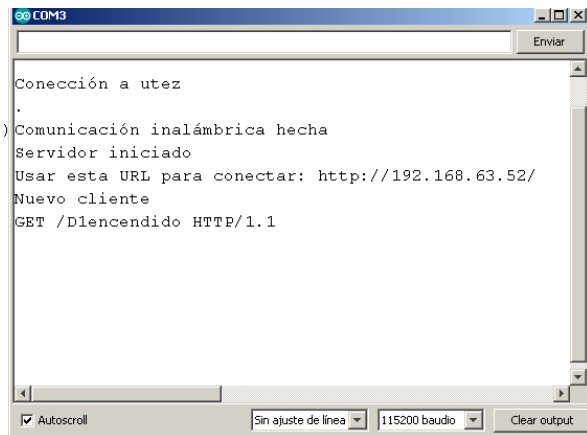 COM3
Enviar
Conección a utez
.
)
Comunicación inalámbrica hecha
Servidor iniciado
Usar esta URL para conectar: http://192.168.63.52/
Nuevo cliente
GET /D1encendido HTTP/1.1
Autoscroll
Sin ajuste de línea
115200 baudio
Clear output